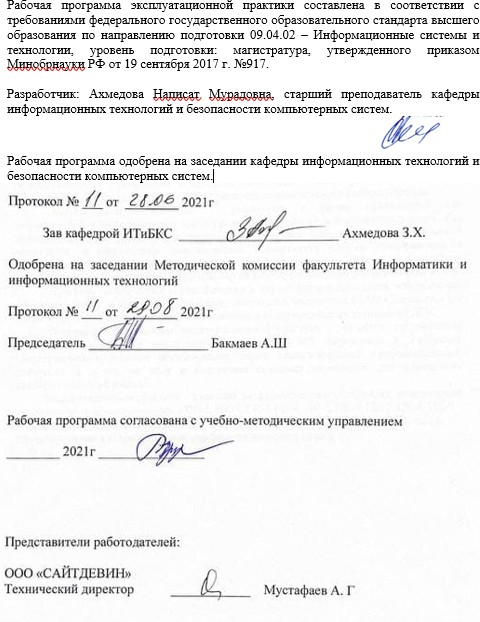 Рабочая программа эксплуатационной практики составлена в соответствии с
требованиями федерального государственного образовательного стандарта высшего
образования по направлению подготовки 09.04.02 – Информационные системы и
технологии, уровень подготовки: магистратура, утвержденного приказом
Минобрнауки РФ от 19 сентября 2017 г. №917.
Разработчик: Ахмедова Написат Мурадовна, старший преподаватель кафедры
информационных технологий и безопасности компьютерных систем.
Рабочая программа одобрена на заседании кафедры информационных технологий и
безопасности компьютерных систем.
Протокол № 11 от 28.06 2021г
Зав кафедрой ИТиБКС Ахмедова З.Х.
Одобрена на заседании Методической комиссии факультета Информатики и
информационных технологий
Протокол № 11 от 29.08 2021г
Председатель Бакмаев А.Ш
Рабочая программа согласована с учебно-методическим управлением
2021г
Представители работодателей:
ООО «САЙТДЕВИН»
Технический директор Мустафаев А. Г